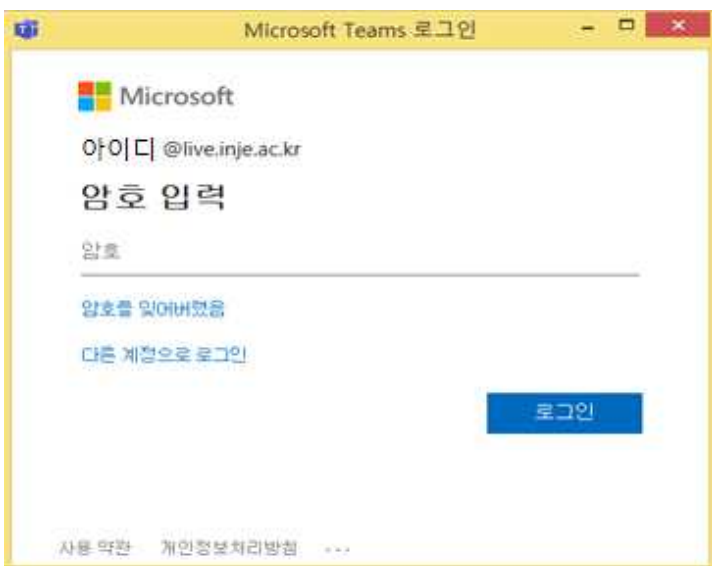 Microsoft Teams 로그인
Microsoft
아이디 @live.inje.ac.kr
암호 입력
암호
암호를 잊어버렸음
다른 계정으로 로그인
로그인
사용 약관 개인정보처리방침 ...